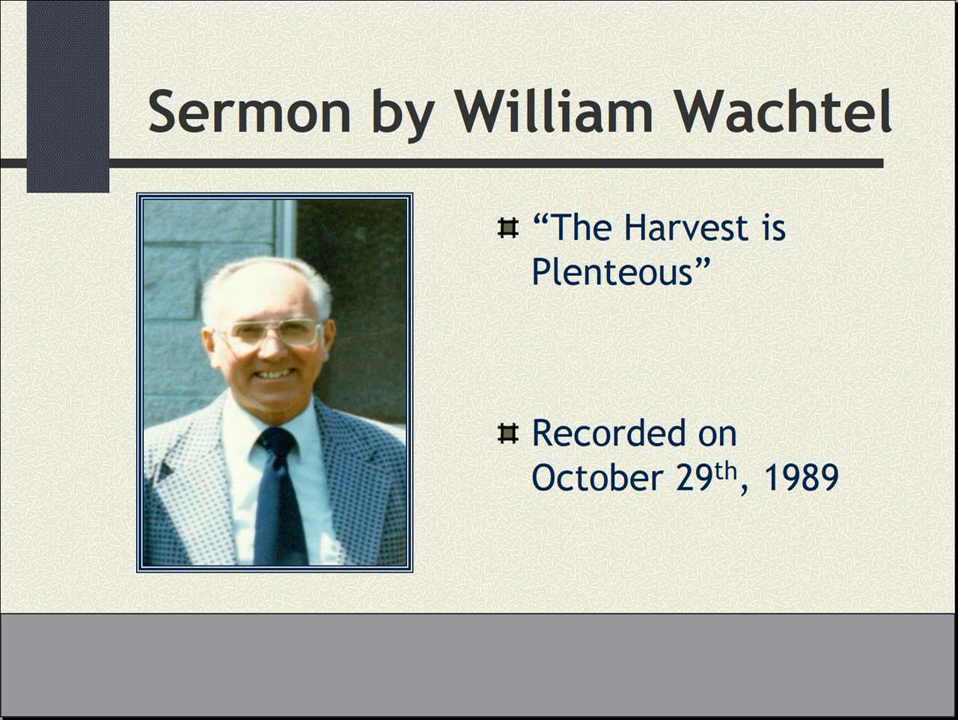 Sermon by William Wachtel
“The Harvest is
Plenteous”
Recorded on
October 29th, 1989